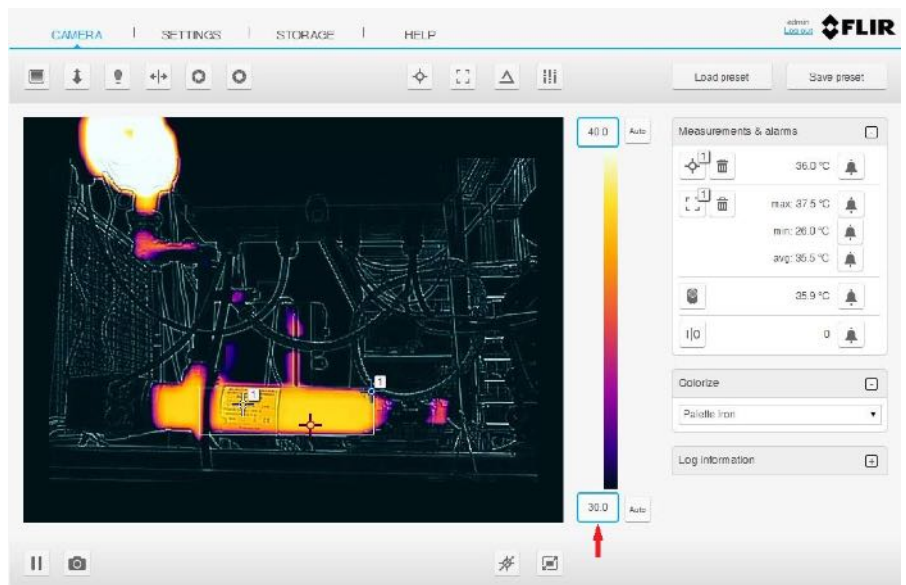 CAMERA SETTINGS STORAGE HELP
admin
Log out
FLIR
Load preset Save preset
40.0 Auto
Measurements & alarms
1 36.0 °C
1 max: 37.5 °C
min: 26.0 °C
avg: 35.5 °C
35.9 °C
I|O 0
Colorize
Palette Iron
Log information
1
1
30.0 Auto